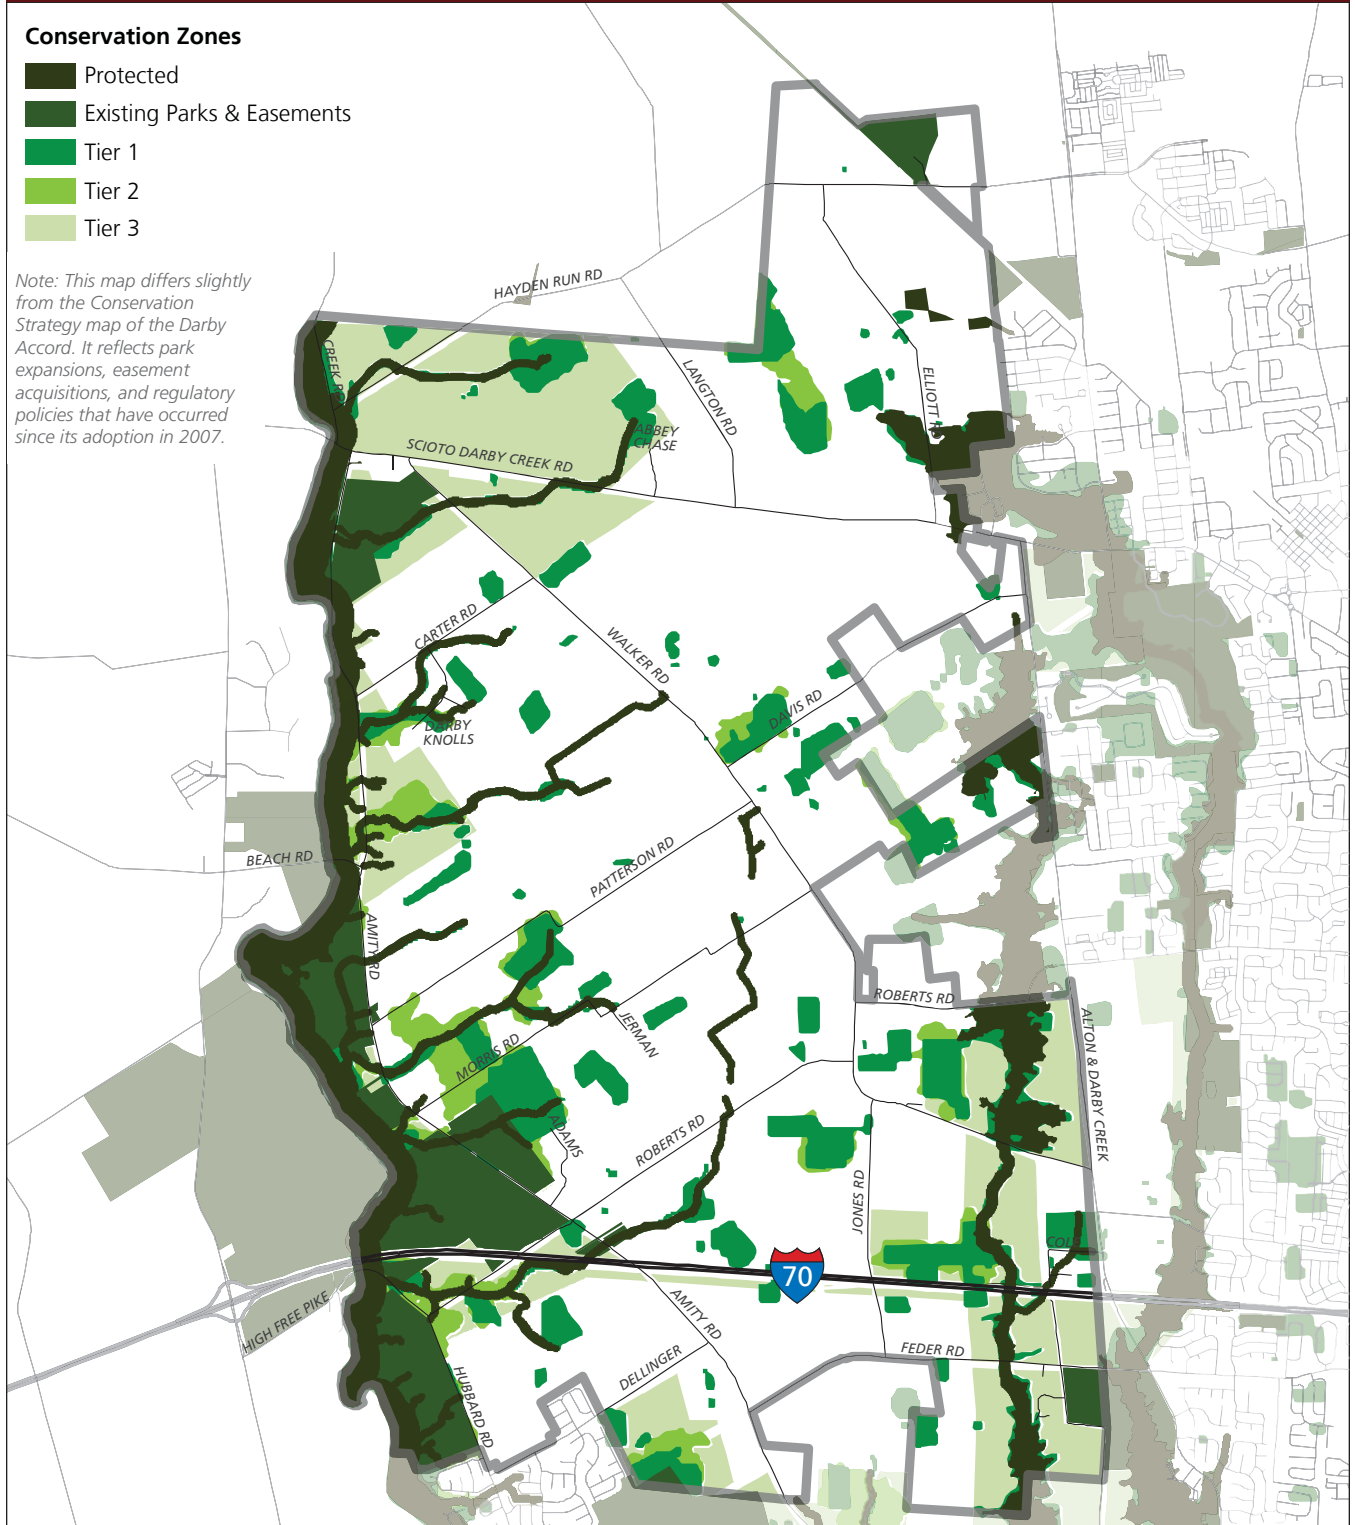 Conservation Zones
Protected
Existing Parks & Easements
Tier 1
Tier 2
Tier 3
Note: This map differs slightly
from the Conservation
Strategy map of the Darby
Accord. It reflects park
expansions, easement
acquisitions, and regulatory
policies that have occurred
since its adoption in 2007.
HAYDEN RUN RD
CREEK RD
LANGTON RD
ELLIOTT RD
ABBEY
CHASE
SCIOTO DARBY CREEK RD
CARTER RD
WALKER RD
DAVIS RD
DARBY
KNOLLS
BEACH RD
PATTERSON RD
AMITY RD
ROBERTS RD
JERMAN
MORRIS RD
ALTON & DARBY CREEK
ADAMS
ROBERTS RD
JONES RD
70
HIGH FREE PIKE
AMITY RD
FEDER RD
DELLINGER
HUBBARD RD